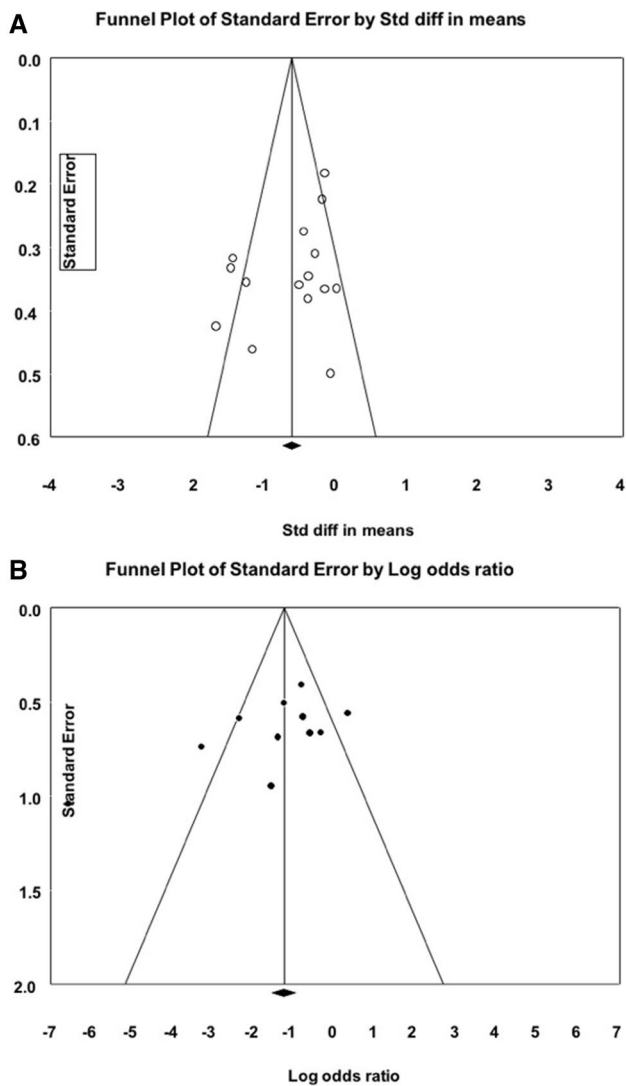 A
Funnel Plot of Standard Error by Std diff in means
0.0
0.1
0.2
0.3
0.4
0.5
0.6
Standard Error
-4 -3 2 -1 0 1 2 3 4
Std diff in means
B
Funnel Plot of Standard Error by Log odds ratio
0.0
0.5
1.0
1.5
2.0
Standard Error
-7 -6 -5 -4 -3 -2 -1 0 1 2 3 4 5 6 7
Log odds ratio